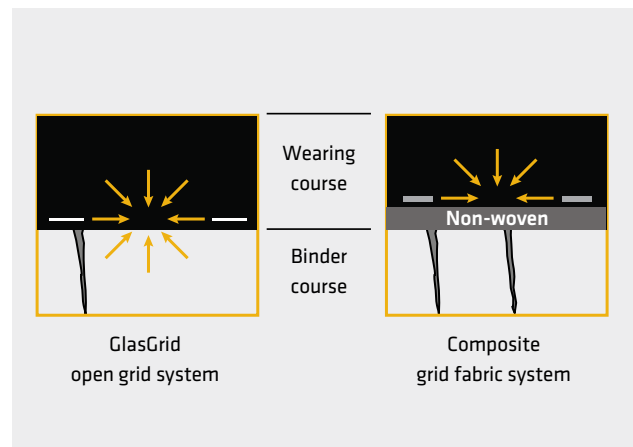 Wearing
course
Non-woven
Binder
course
GlasGrid
open grid system
Composite
grid fabric system